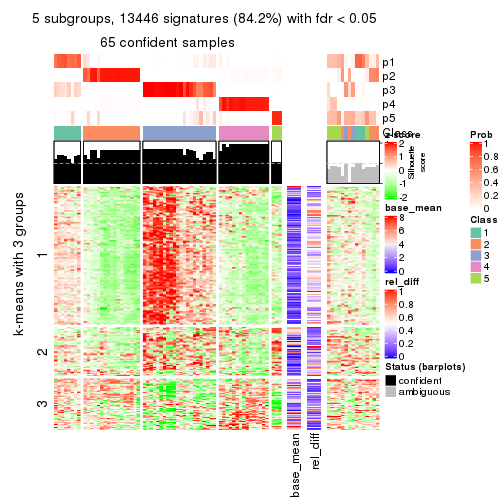 5 subgroups, 13446 signatures (84.2%) with fdr < 0.05
65 confident samples
p1
p2
p3
p4
p5
Class
z-score
2
1
0
-1
-2
Silhouette
score
Prob
1
0.8
0.6
0.4
0.2
0
base_mean
8
6
4
2
0
Class
1
2
3
4
5
rel_diff
1
0.8
0.6
0.4
0.2
0
Status (barplots)
confident
ambiguous
k-means with 3 groups
1
2
3
base_mean
rel_diff